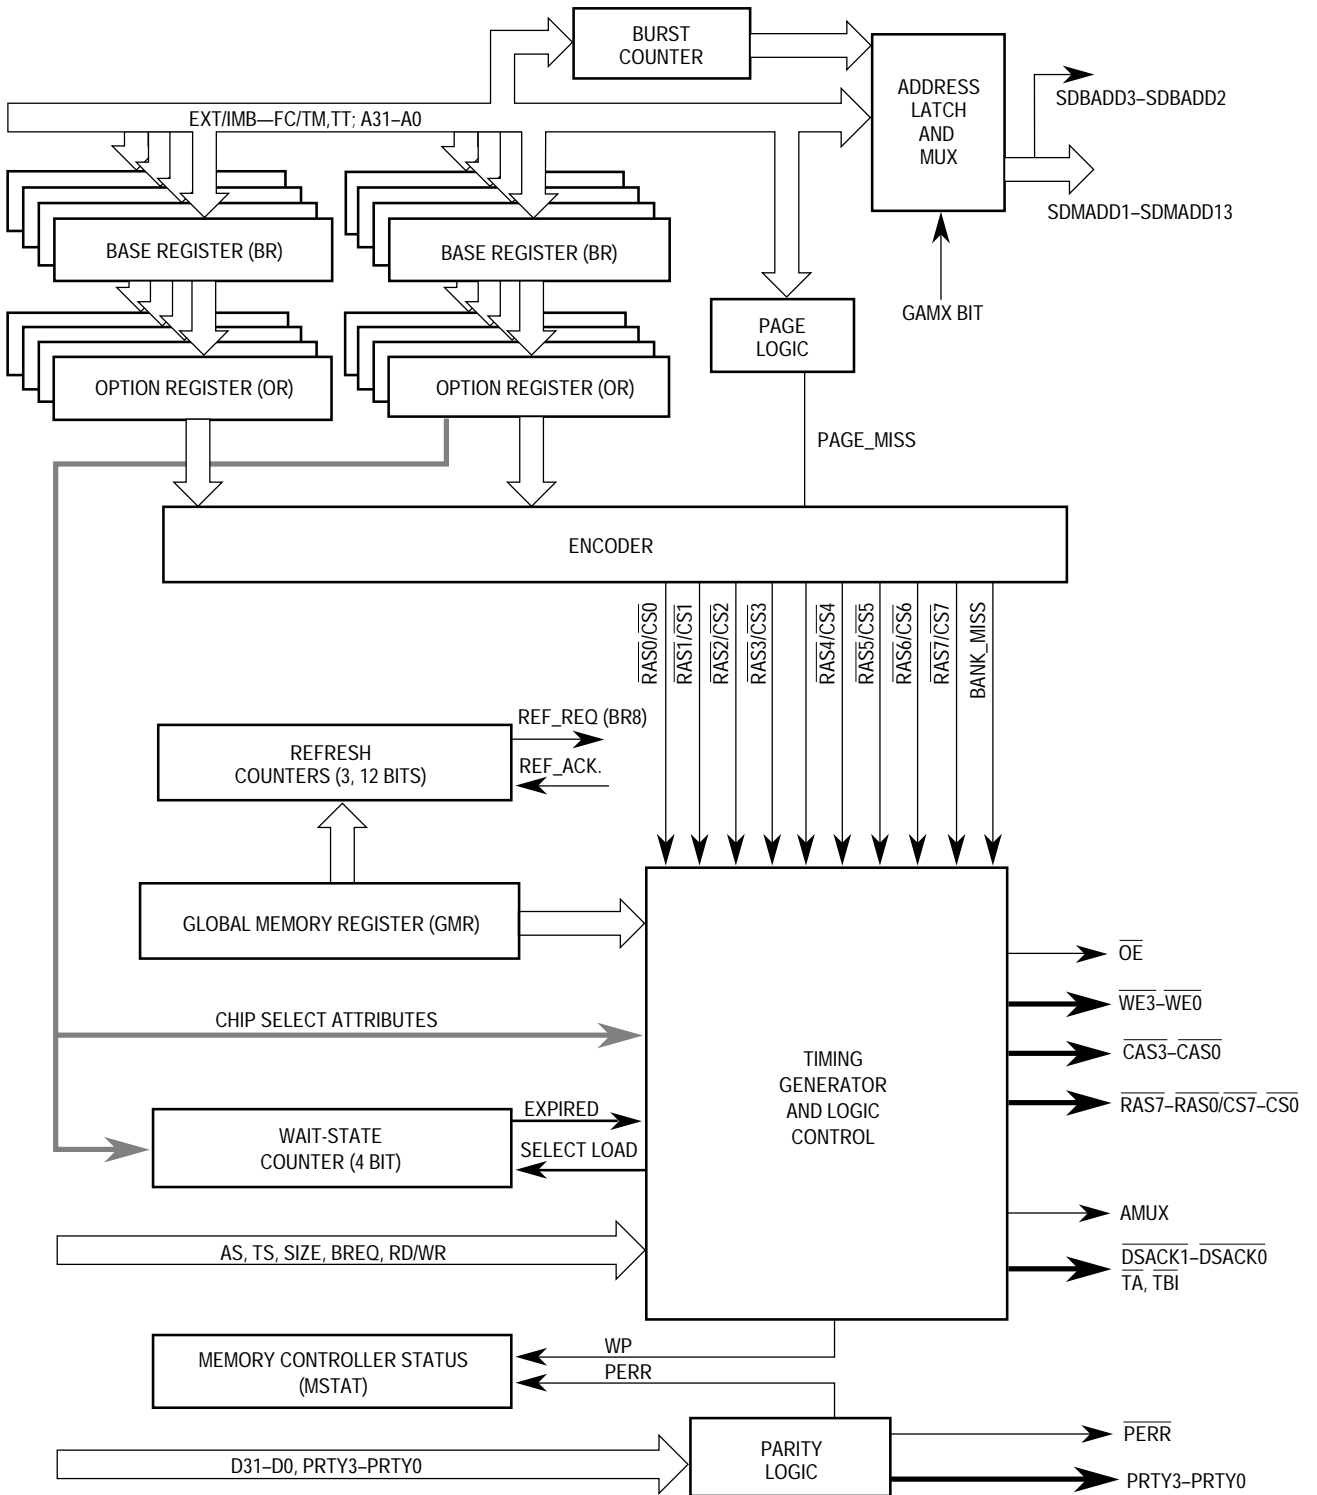 BURST
COUNTER
ADDRESS
LATCH
AND
MUX
SDBADD3–SDBADD2
EXT/IMB—FC/TM,TT; A31–A0
SDMADD1–SDMADD13
BASE REGISTER (BR)
BASE REGISTER (BR)
GAMX BIT
PAGE
LOGIC
OPTION REGISTER (OR)
OPTION REGISTER (OR)
PAGE_MISS
ENCODER
RAS0/CS0
RAS1/CS1
RAS2/CS2
RAS3/CS3
RAS4/CS4
RAS5/CS5
RAS6/CS6
RAS7/CS7
BANK_MISS
REF_REQ (BR8)
REFRESH
COUNTERS (3, 12 BITS)
REF_ACK.
GLOBAL MEMORY REGISTER (GMR)
OE
WE3–WE0
CHIP SELECT ATTRIBUTES
CAS3–CAS0
TIMING
GENERATOR
AND LOGIC
CONTROL
RAS7–RAS0/CS7–CS0
EXPIRED
WAIT-STATE
COUNTER (4 BIT)
SELECT LOAD
AMUX
AS, TS, SIZE, BREQ, RD/WR
DSACK1–DSACK0
TA, TBI
WP
MEMORY CONTROLLER STATUS
(MSTAT)
PERR
PERR
PARITY
LOGIC
D31–D0, PRTY3–PRTY0
PRTY3–PRTY0